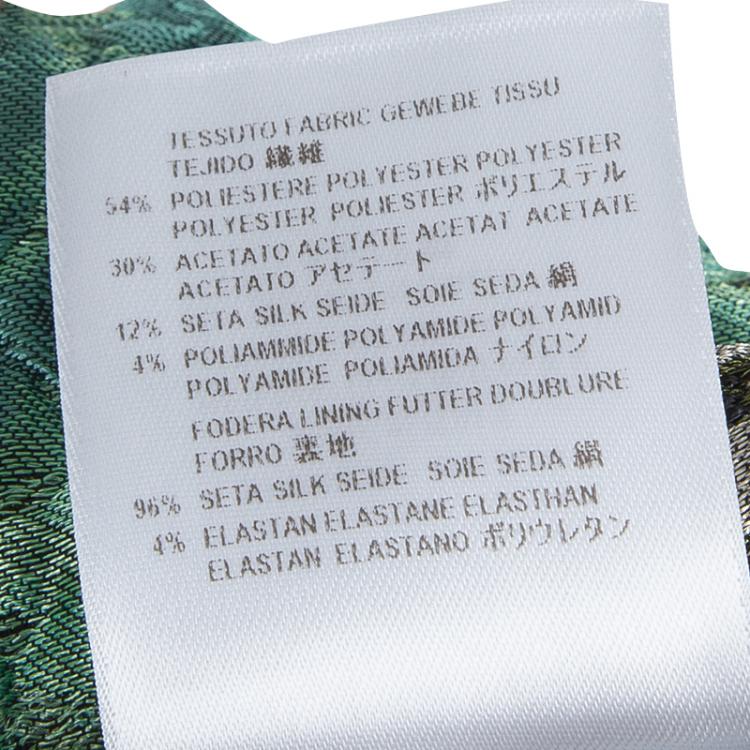 TESSUTO FABRIC GEWEBE TISSU
TEJIDO 繊維
54% POLIESTERE POLYESTER POLYESTER
POLYESTER POLIESTER ポリエステル
30% ACETATO ACETATE ACETAT ACETATE
ACETATO アセテート
12% SETA SILK SEIDE SOIE SEDA 絹
4% POLIAMMIDE POLYAMIDE POLYAMID
POLYAMIDE POLIAMIDA ナイロン
FODERA LINING FUTTER DOUBLURE
FORRO 裏地
96% SETA SILK SEIDE SOIE SEDA 絹
4% ELASTAN ELASTANE ELASTHAN
ELASTAN ELASTANO ポリウレタン